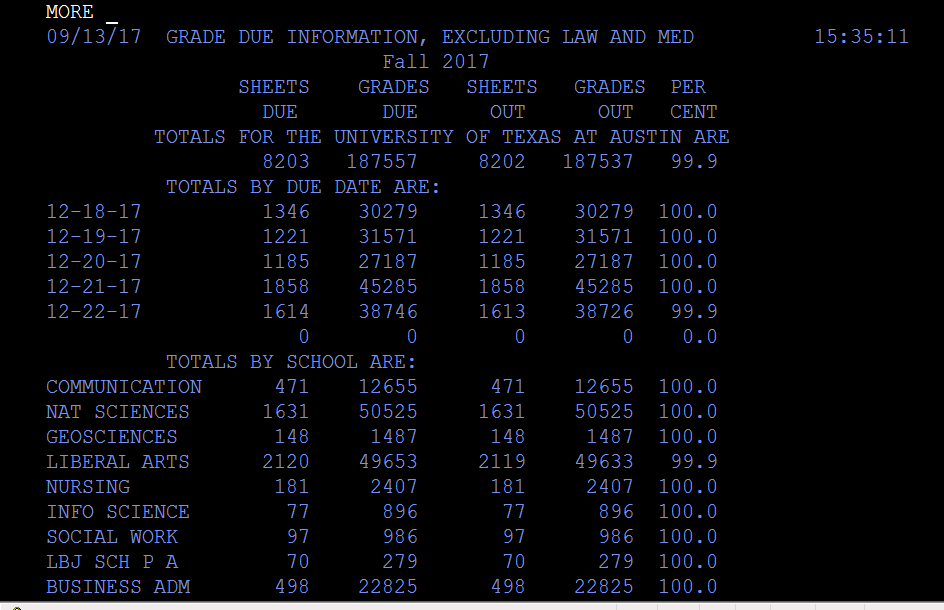 MORE _
09/13/17 GRADE DUE INFORMATION, EXCLUDING LAW AND MED 15:35:11
Fall 2017
SHEETS GRADES SHEETS GRADES PER
DUE DUE OUT OUT CENT
TOTALS FOR THE UNIVERSITY OF TEXAS AT AUSTIN ARE
8203 187557 8202 187537 99.9
TOTALS BY DUE DATE ARE:
12-18-17 1346 30279 1346 30279 100.0
12-19-17 1221 31571 1221 31571 100.0
12-20-17 1185 27187 1185 27187 100.0
12-21-17 1858 45285 1858 45285 100.0
12-22-17 1614 38746 1613 38726 99.9
0 0 0 0 0.0
TOTALS BY SCHOOL ARE:
COMMUNICATION 471 12655 471 12655 100.0
NAT SCIENCES 1631 50525 1631 50525 100.0
GEOSCIENCES 148 1487 148 1487 100.0
LIBERAL ARTS 2120 49653 2119 49633 99.9
NURSING 181 2407 181 2407 100.0
INFO SCIENCE 77 896 77 896 100.0
SOCIAL WORK 97 986 97 986 100.0
LBJ SCH P A 70 279 70 279 100.0
BUSINESS ADM 498 22825 498 22825 100.0